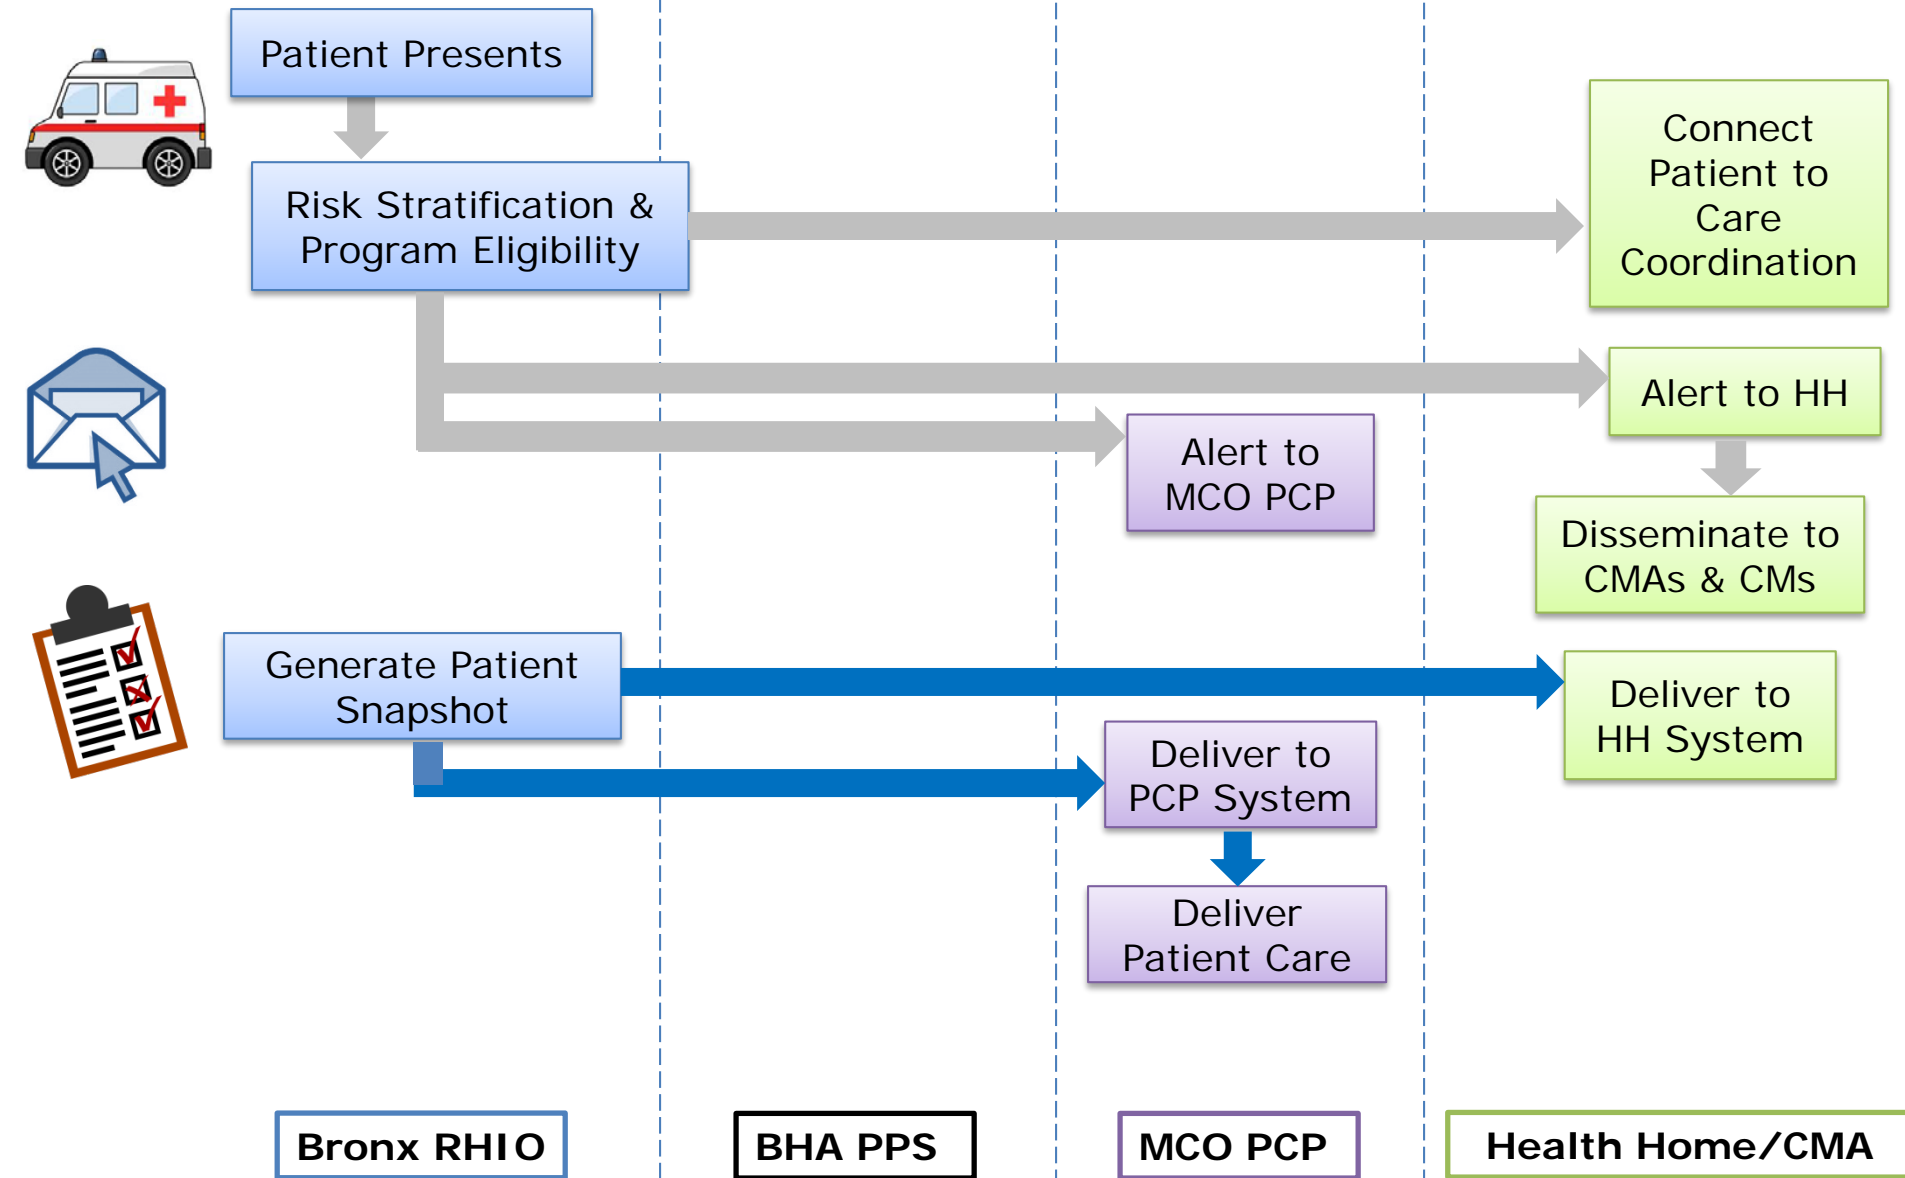 Patient Presents
Risk Stratification &
Program Eligibility
Connect
Patient to
Care
Coordination
Alert to HH
Alert to
MCO PCP
Disseminate to
CMAs & CMs
Generate Patient
Snapshot
Deliver to
HH System
Deliver to
PCP System
Deliver
Patient Care
Bronx RHIO
BHA PPS
MCO PCP
Health Home/CMA